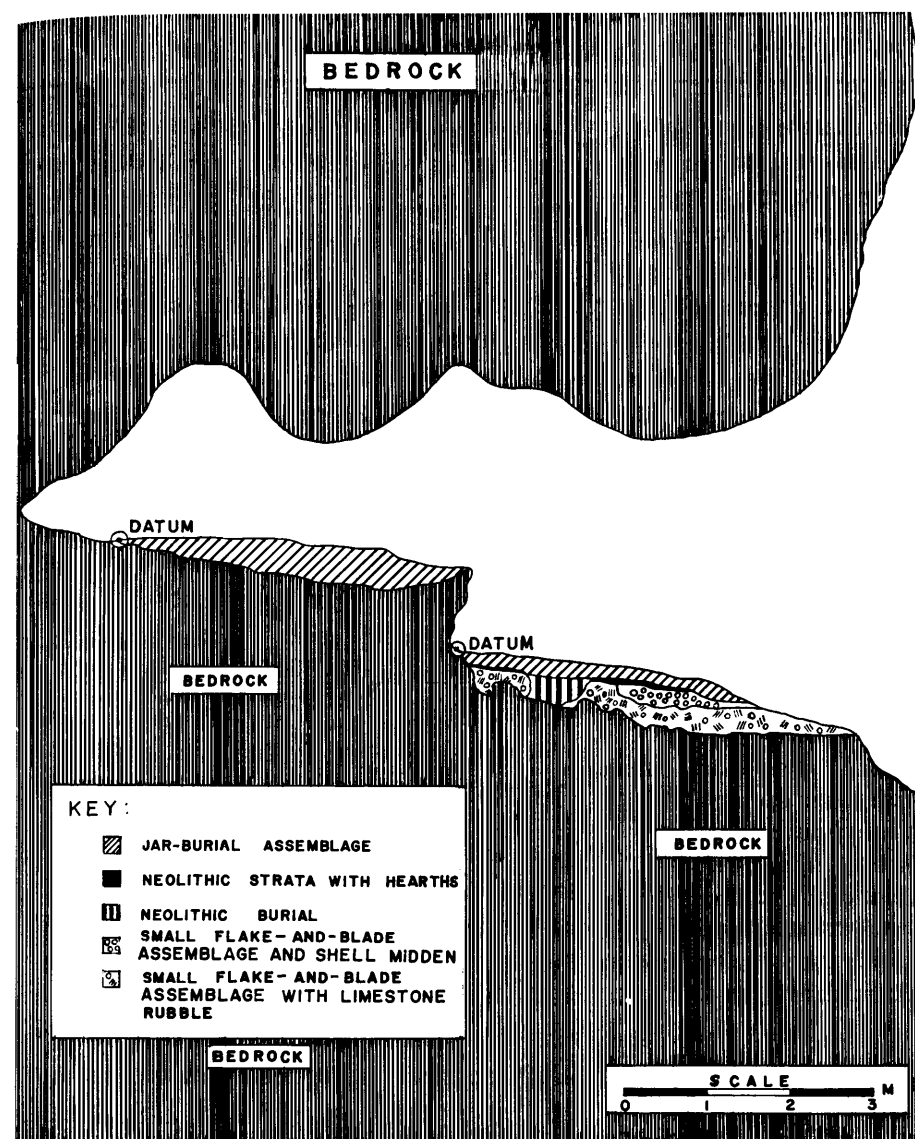 BEDROCK
DATUM
DATUM
BEDROCK
BEDROCK
KEY:
JAR-BURIAL ASSEMBLAGE
NEOLITHIC STRATA WITH HEARTHS
NEOLITHIC BURIAL
SMALL FLAKE-AND-BLADE
ASSEMBLAGE AND SHELL MIDDEN
SMALL FLAKE-AND-BLADE
ASSEMBLAGE WITH LIMESTONE
RUBBLE
BEDROCK
SCALE
M
0 1 2 3